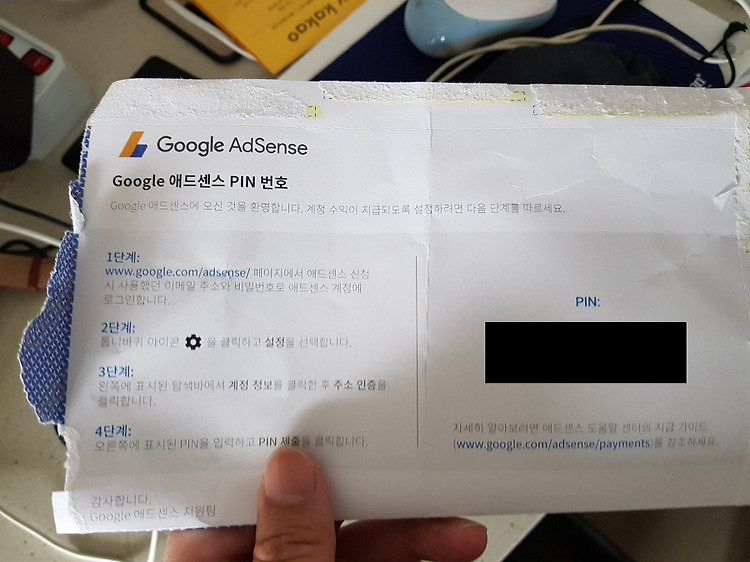 kakao
Google AdSense
Google 애드센스 PIN 번호
Google 애드센스에 오신 것을 환영합니다. 계정 수익이 지급되도록 설정하려면 다음 단계를 따르세요.
1단계:
www.google.com/adsense/ 페이지에서 애드센스 신청
시 사용했던 이메일 주소와 비밀번호로 애드센스 계정에
로그인합니다.
2단계:
톱니바퀴 아이콘 을 클릭하고 설정을 선택합니다.
3단계:
왼쪽에 표시된 탐색바에서 계정 정보를 클릭한 후 주소 인증을
클릭합니다.
4단계:
오른쪽에 표시된 PIN을 입력하고 PIN 제출을 클릭합니다.
감사합니다.
Google 애드센스 지원팀
PIN:
자세히 알아보려면 애드센스 도움말 센터의 지급 가이드
(www.google.com/adsense/payments)를 참조하세요.